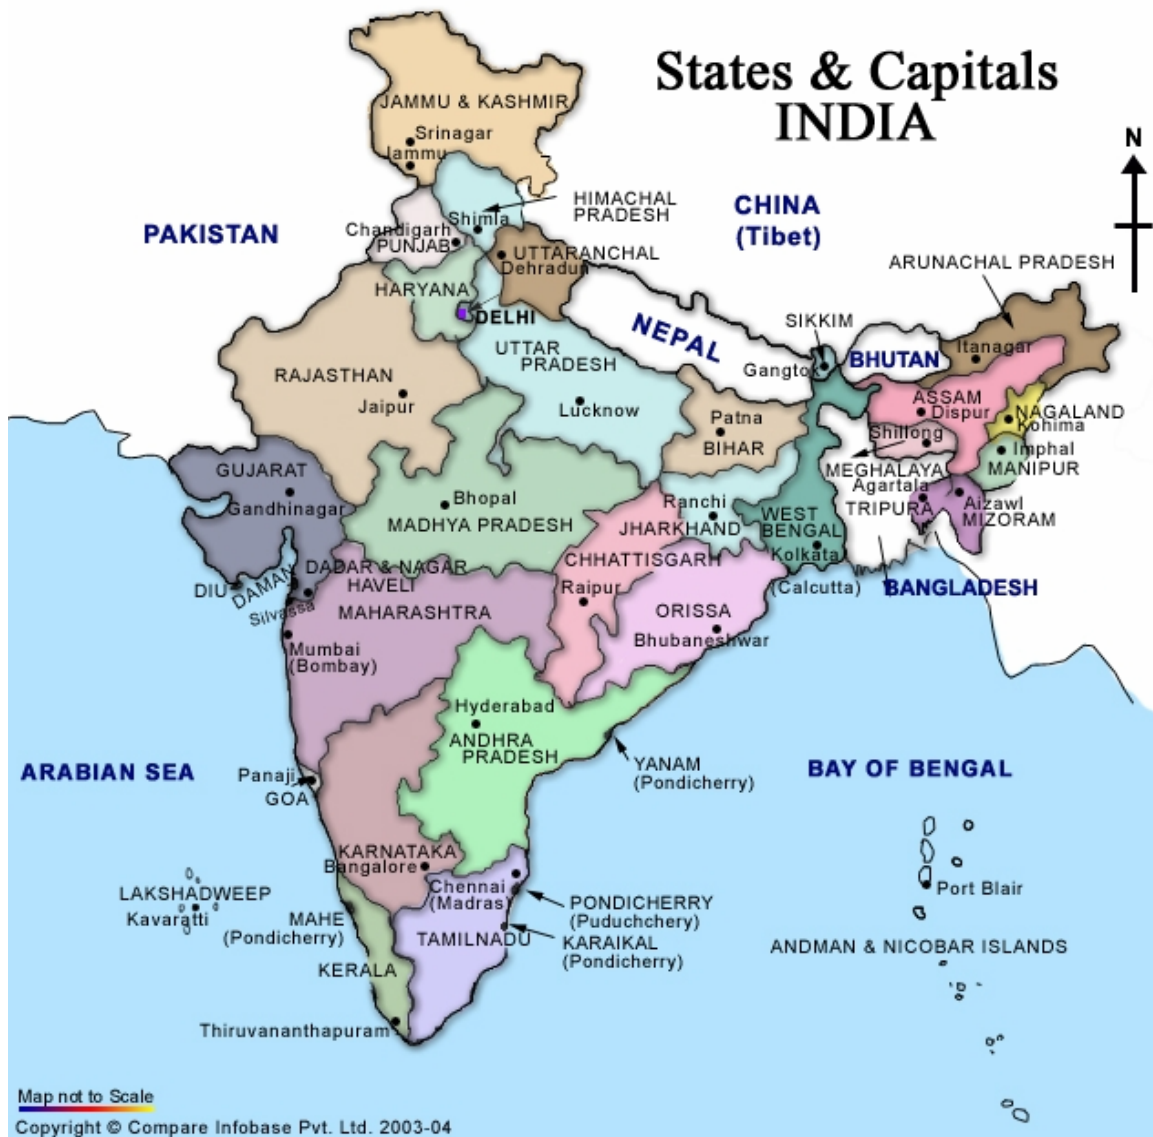 States & Capitals
INDIA
N
JAMMU & KASHMIR
Srinagar
Jammu
HIMACHAL
PRADESH
Shimla
CHINA
(Tibet)
PAKISTAN
Chandigarh
PUNJAB
UTTARANCHAL
Dehradun
ARUNACHAL PRADESH
HARYANA
DELHI
NEPAL
SIKKIM
Gangtok
BHUTAN
Itanagar
UTTAR
PRADESH
Lucknow
RAJASTHAN
Jaipur
Patna
BIHAR
ASSAM
Dispur
NAGALAND
Kohima
Shillong
MEGHALAYA
Imphal
MANIPUR
Agartala
TRIPURA
Aizawl
MIZORAM
GUJARAT
Gandhinagar
Bhopal
MADHYA PRADESH
Ranchi
JHARKHAND
WEST
BENGAL
Kolkata
(Calcutta)
BANGLADESH
CHHATTISGARH
Raipur
DIU
DAMAN
DADAR & NAGAR
HAVELI
Silvassa
MAHARASHTRA
Mumbai
(Bombay)
ORISSA
Bhubaneshwar
Hyderabad
ANDHRA
PRADESH
YANAM
(Pondicherry)
ARABIAN SEA
BAY OF BENGAL
Panaji
GOA
KARNATAKA
Bangalore
Chennai
(Madras)
PONDICHERRY
(Puduchchery)
KARAIKAL
(Pondicherry)
LAKSHADWEEP
Kavaratti
MAHE
(Pondicherry)
TAMILNADU
KERALA
Thiruvananthapuram
Port Blair
ANDMAN & NICOBAR ISLANDS
Map not to Scale
Copyright © Compare Infobase Pvt. Ltd. 2003-04